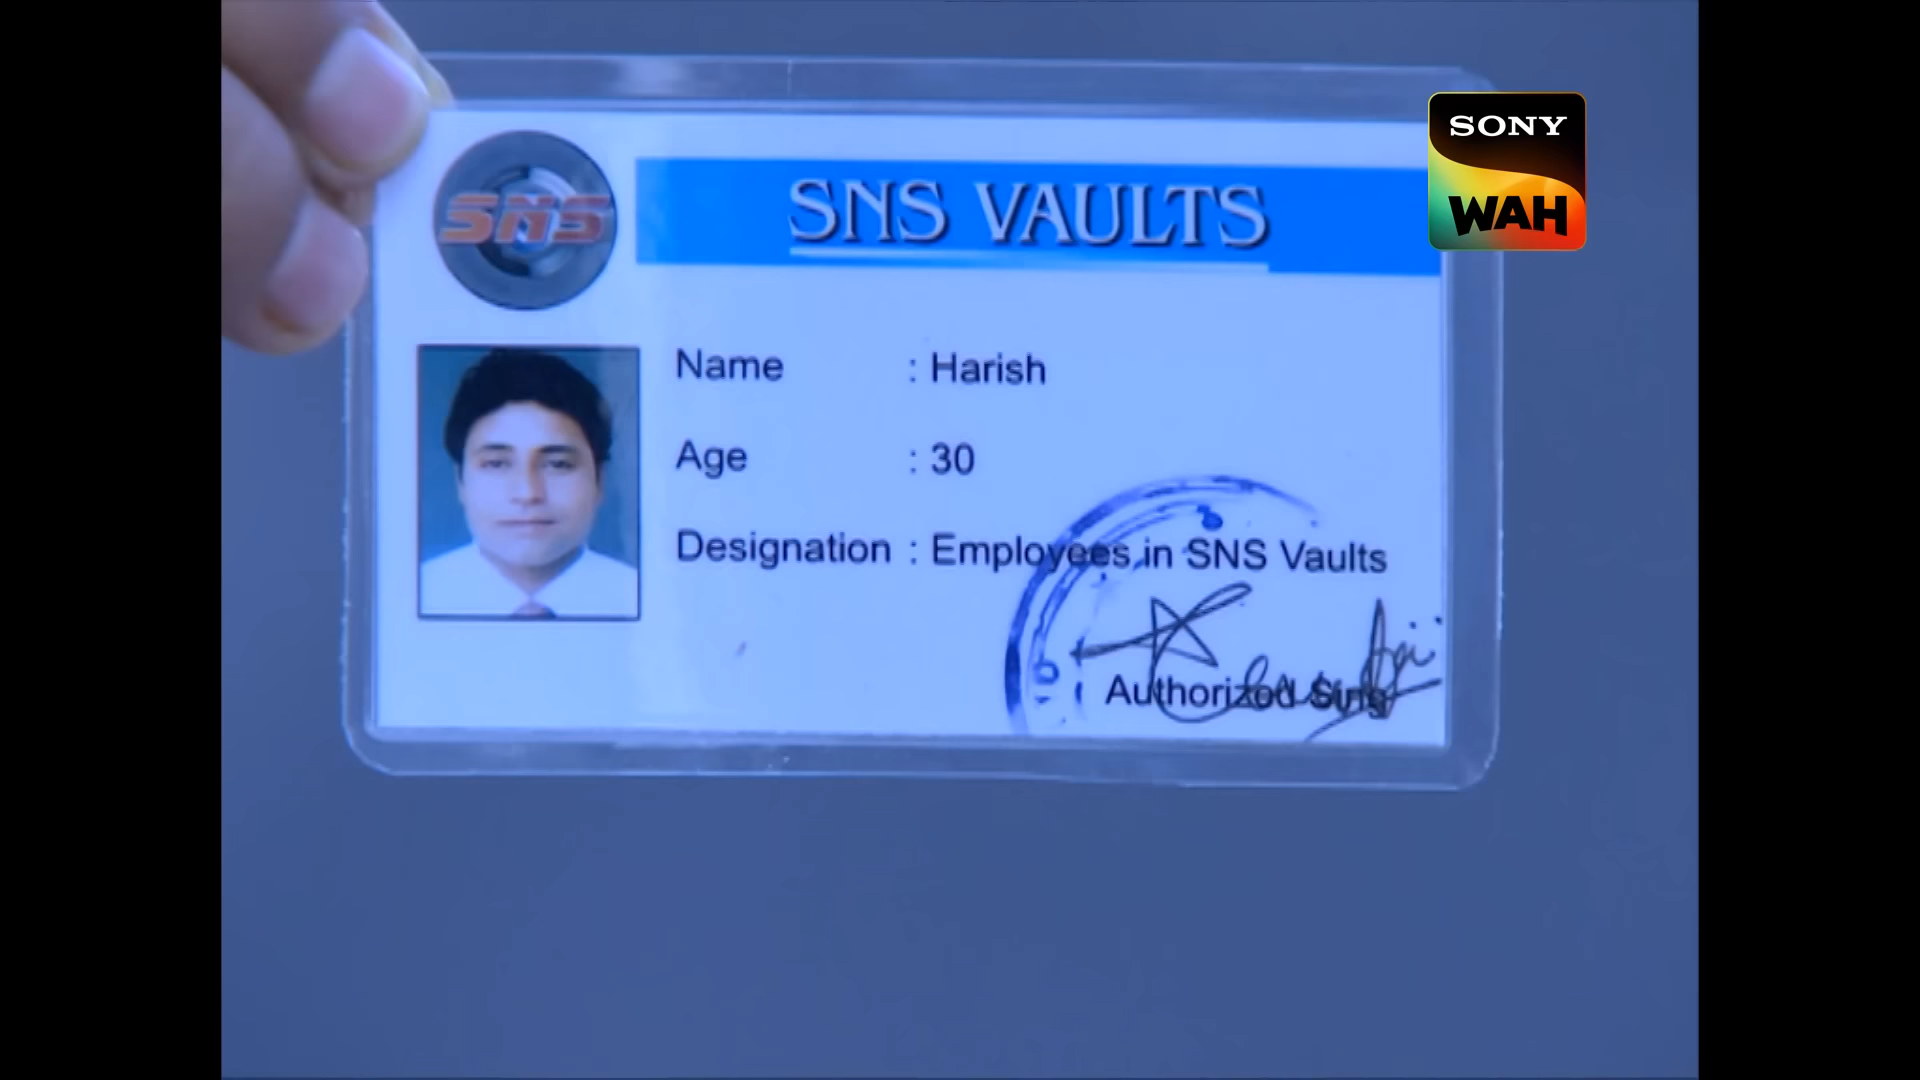 SONY
WAH
SNS
SNS VAULTS
Name : Harish
Age : 30
Designation : Employees in SNS Vaults
Authorized Sing